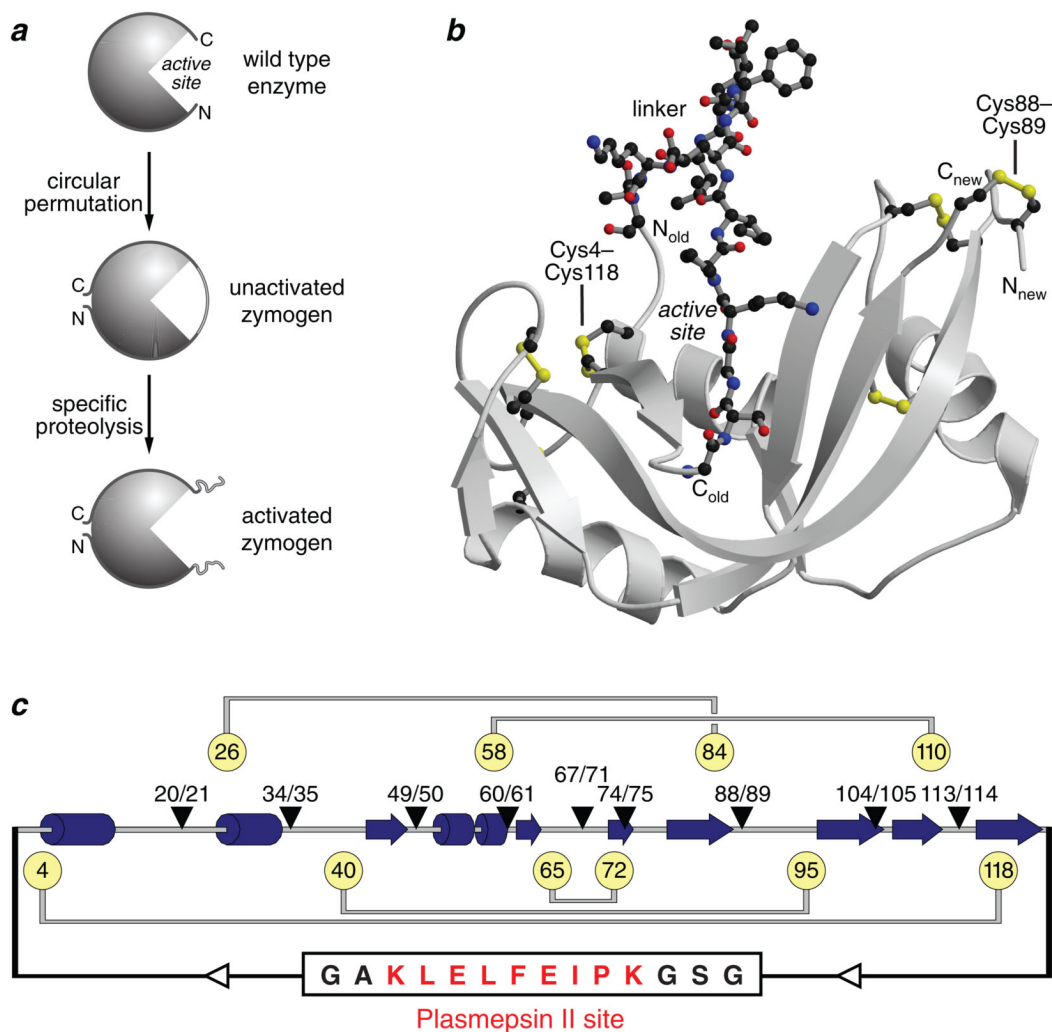 a
C
active
site
N
wild type
enzyme
circular
permutation
C
N
unactivated
zymogen
specific
proteolysis
C
N
activated
zymogen
b
linker
Cys88–
Cys89
Cnew
Nold
Cys4–
Cys118
Nnew
active
site
Cold
c
26
58
84
110
67/71
20/21
34/35
49/50
60/61
74/75
88/89
104/105
113/114
4
40
65
72
95
118
G A K L E L F E I P K G S G
Plasmepsin II site